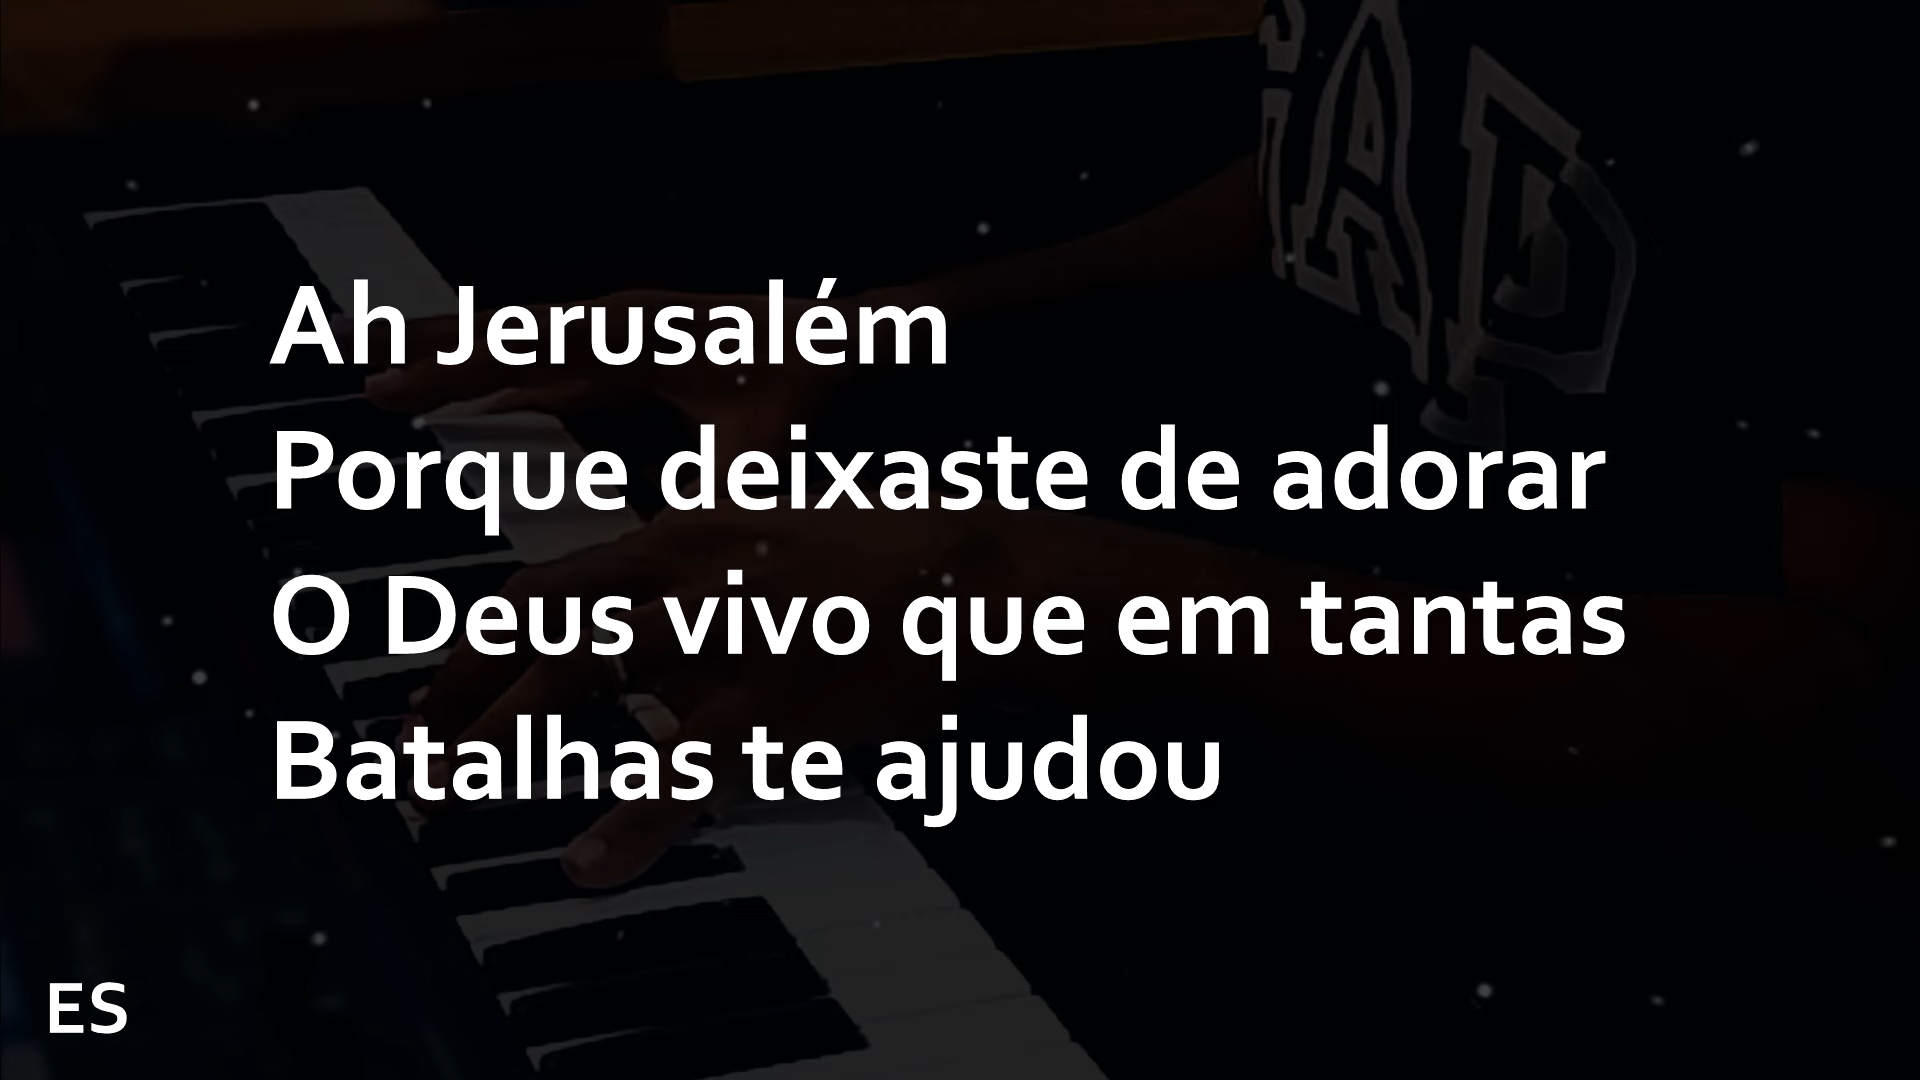 Ah Jerusalém
Porque deixaste de adorar
O Deus vivo que em tantas
Batalhas te ajudou
ES